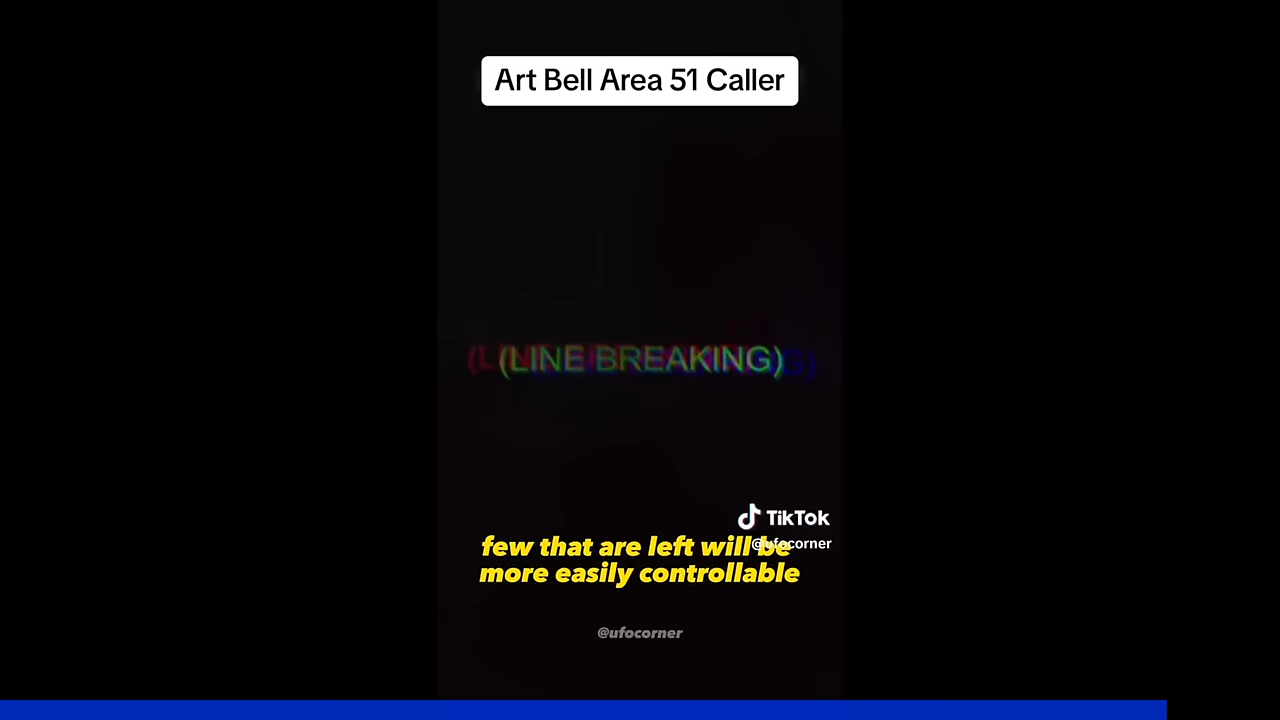 Art Bell Area 51 Caller
(LINE BREAKING)
TikTok
@ufocorner
few that are left will be
more easily controllable
@ufocorner